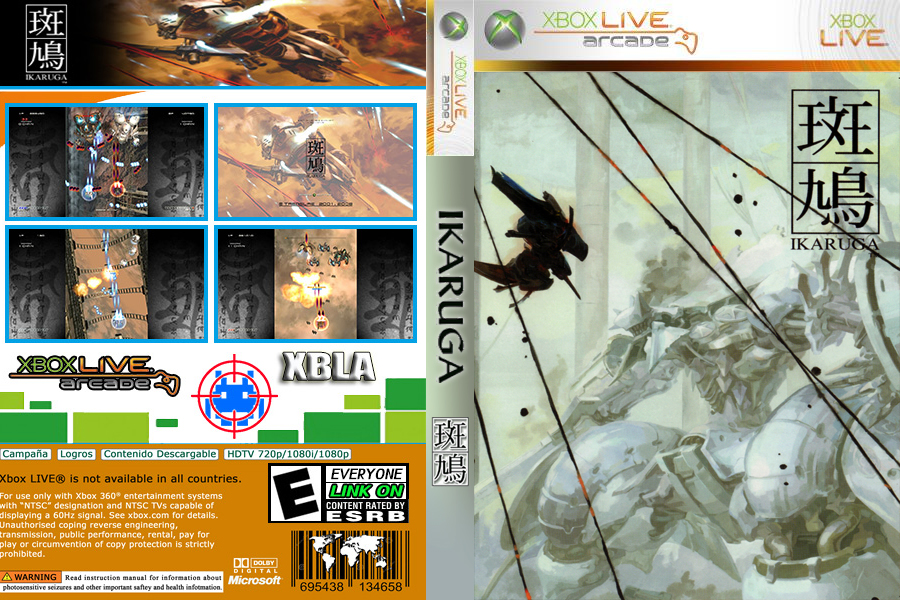 斑
鳩
IKARUGA
斑
鳩
© TREASURE 2001,2008
XBOX LIVE
arcade
XBLA
Campaña
Logros
Contenido Descargable
HDTV 720p/1080i/1080p
Xbox LIVE® is not available in all countries.
For use only with Xbox 360® entertainment systems
with “NTSC” designation and NTSC TVs capable of
displaying a 60Hz signal. See xbox.com for details.
Unauthorised coping reverse engineering,
transmission, public performance, rental, pay for
play or circumvention of copy protection is strictly
prohibited.
WARNING Read instruction manual for information about
photosensitive seizures and other important saftey and health infotmation.
E
EVERYONE
LINK ON
CONTENT RATED BY
ESRB
DOLBY
DIGITAL
Microsoft
695438 134658
XBOX LIVE
arcade
IKARUGA
斑
鳩
XBOX LIVE
arcade
XBOX
LIVE
斑
鳩
IKARUGA